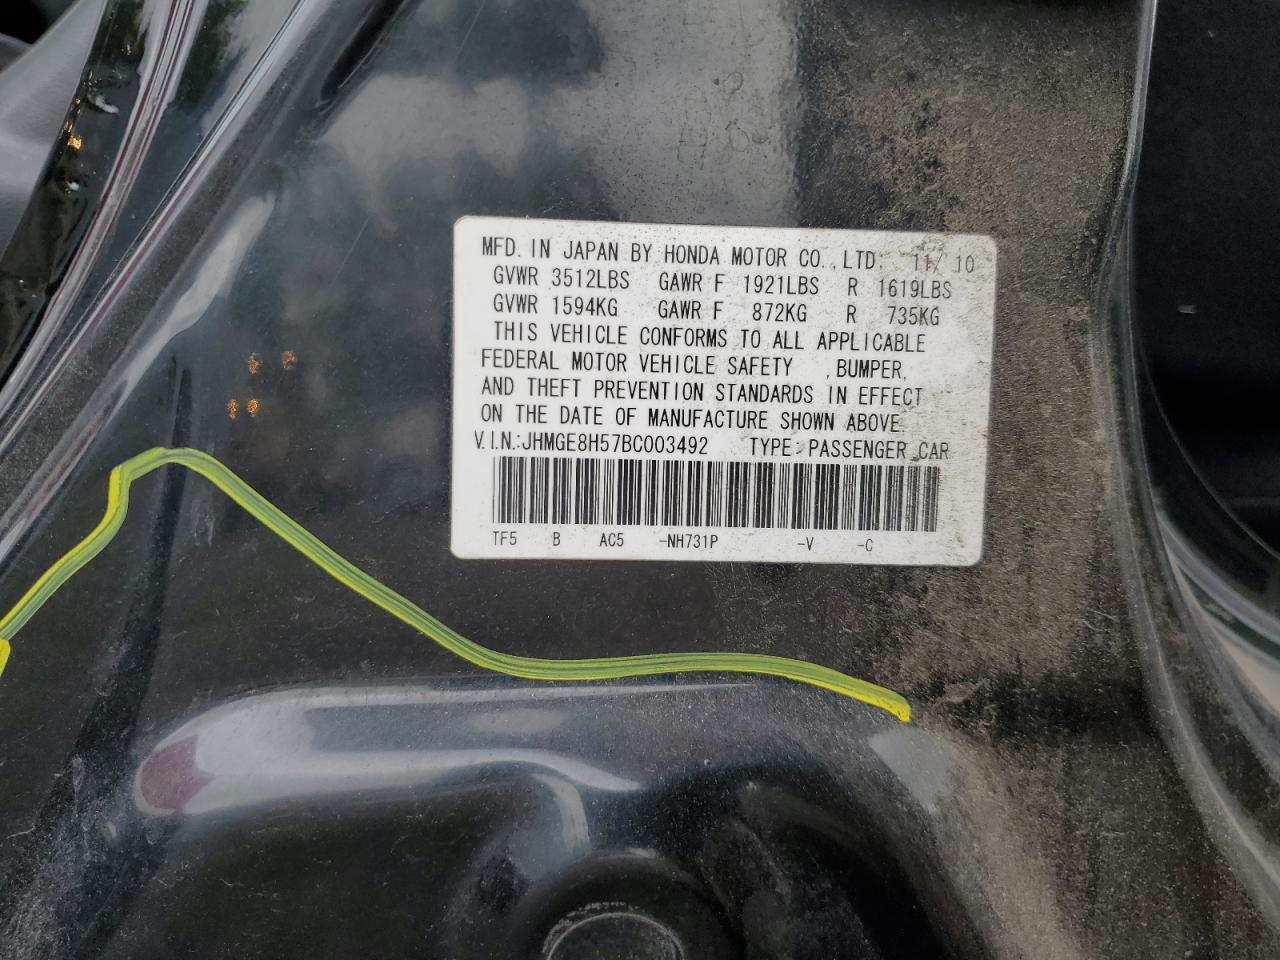 MFD. IN JAPAN BY HONDA MOTOR CO., LTD. 11/10
GVWR 3512LBS GAWR F 1921LBS R 1619LBS
GVWR 1594KG GAWR F 872KG R 735KG
THIS VEHICLE CONFORMS TO ALL APPLICABLE
FEDERAL MOTOR VEHICLE SAFETY , BUMPER,
AND THEFT PREVENTION STANDARDS IN EFFECT
ON THE DATE OF MANUFACTURE SHOWN ABOVE.
V.I.N.:JHMGE8H57BC003492 TYPE: PASSENGER CAR
TF5 B AC5 -NH731P -V -C